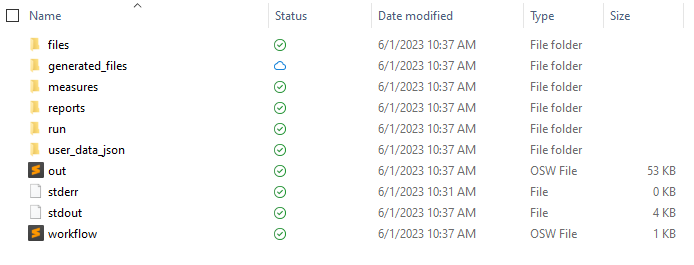 Name Status Date modified Type Size
files 6/1/2023 10:37 AM File folder
generated_files 6/1/2023 10:37 AM File folder
measures 6/1/2023 10:37 AM File folder
reports 6/1/2023 10:37 AM File folder
run 6/1/2023 10:37 AM File folder
user_data_json 6/1/2023 10:37 AM File folder
out 6/1/2023 10:37 AM OSW File 53 KB
stderr 6/1/2023 10:31 AM File 0 KB
stdout 6/1/2023 10:37 AM File 4 KB
workflow 6/1/2023 10:37 AM OSW File 1 KB